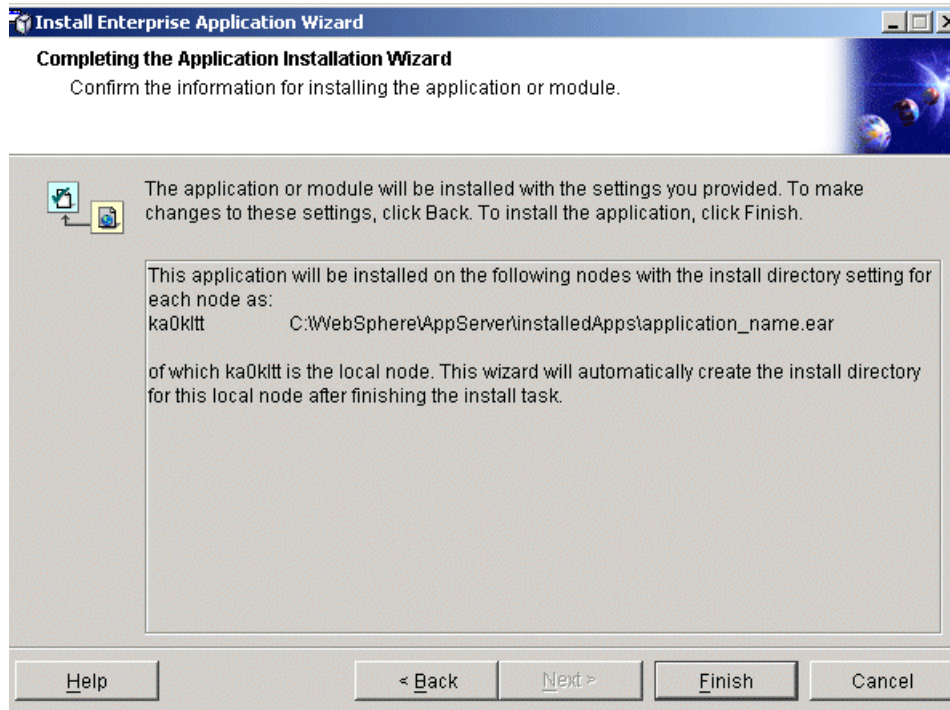 Install Enterprise Application Wizard
Completing the Application Installation Wizard
Confirm the information for installing the application or module.
The application or module will be installed with the settings you provided. To make
changes to these settings, click Back. To install the application, click Finish.
This application will be installed on the following nodes with the install directory setting for
each node as:
ka0kltt C:\WebSphere\AppServer\installedApps\application_name.ear
of which ka0kltt is the local node. This wizard will automatically create the install directory
for this local node after finishing the install task.
Help < Back Next > Finish Cancel